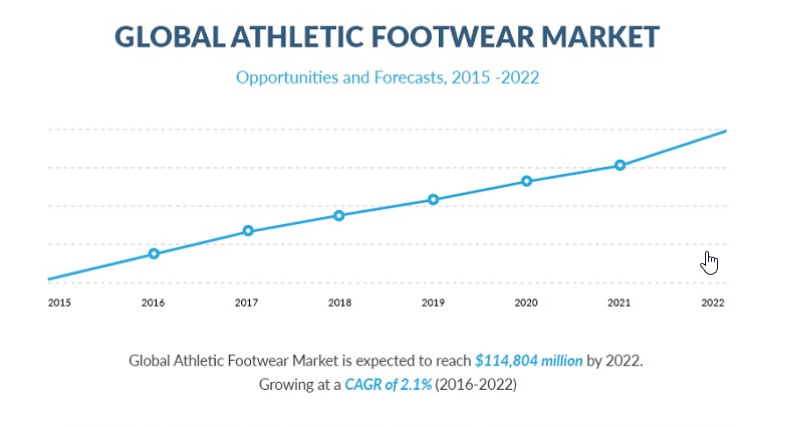 GLOBAL ATHLETIC FOOTWEAR MARKET
Opportunities and Forecasts, 2015 -2022
2015 2016 2017 2018 2019 2020 2021 2022
Global Athletic Footwear Market is expected to reach $114,804 million by 2022.
Growing at a CAGR of 2.1% (2016-2022)